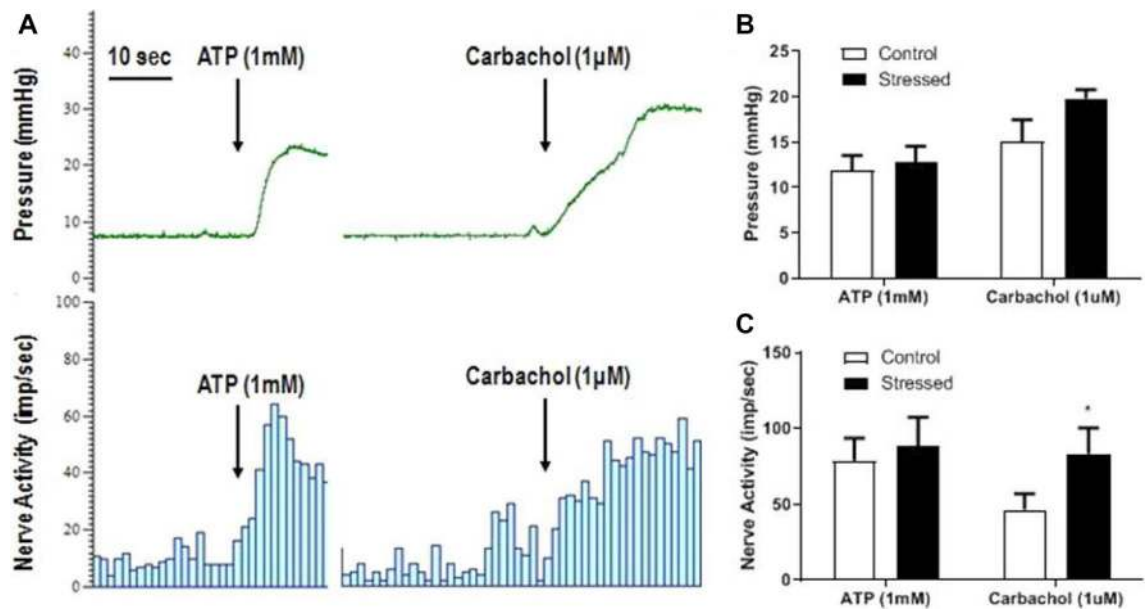 A
Pressure (mmHg)
40
30
20
10
0
10 sec
ATP (1mM)
Carbachol (1µM)
Nerve Activity (imp/sec)
100
80
60
40
20
0
ATP (1mM)
Carbachol (1µM)
B
Pressure (mmHg)
25
20
15
10
5
0
Control
Stressed
ATP (1mM)
Carbachol (1uM)
C
Nerve Activity (imp/sec)
150
100
50
0
Control
Stressed
*
ATP (1mM)
Carbachol (1uM)